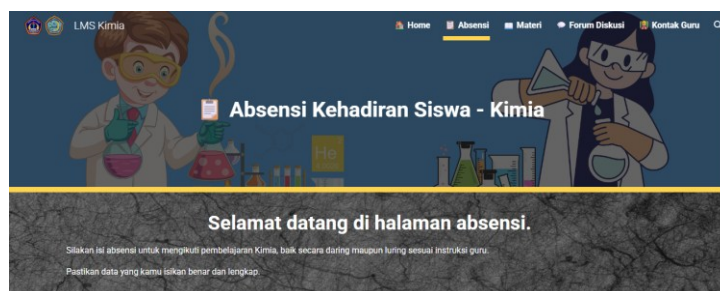 LMS Kimia
Home Absensi Materi Forum Diskusi Kontak Guru
Absensi Kehadiran Siswa - Kimia
He
Selamat datang di halaman absensi.
Silakan isi absensi untuk mengikuti pembelajaran Kimia, baik secara daring maupun luring sesuai instruksi guru.
Pastikan data yang kamu isikan benar dan lengkap.